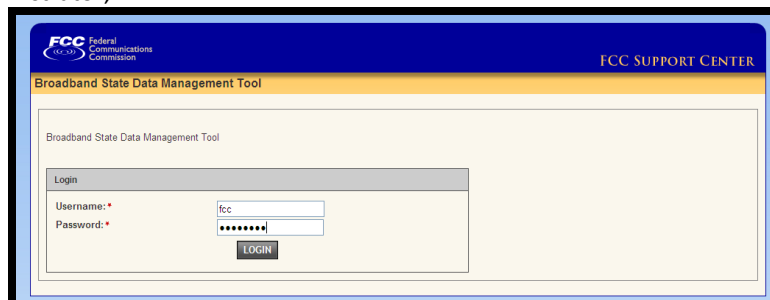 FCC Federal
Communications
Commission
FCC SUPPORT CENTER
Broadband State Data Management Tool
Broadband State Data Management Tool
Login
Username:* fcc
Password:* ••••••••
LOGIN